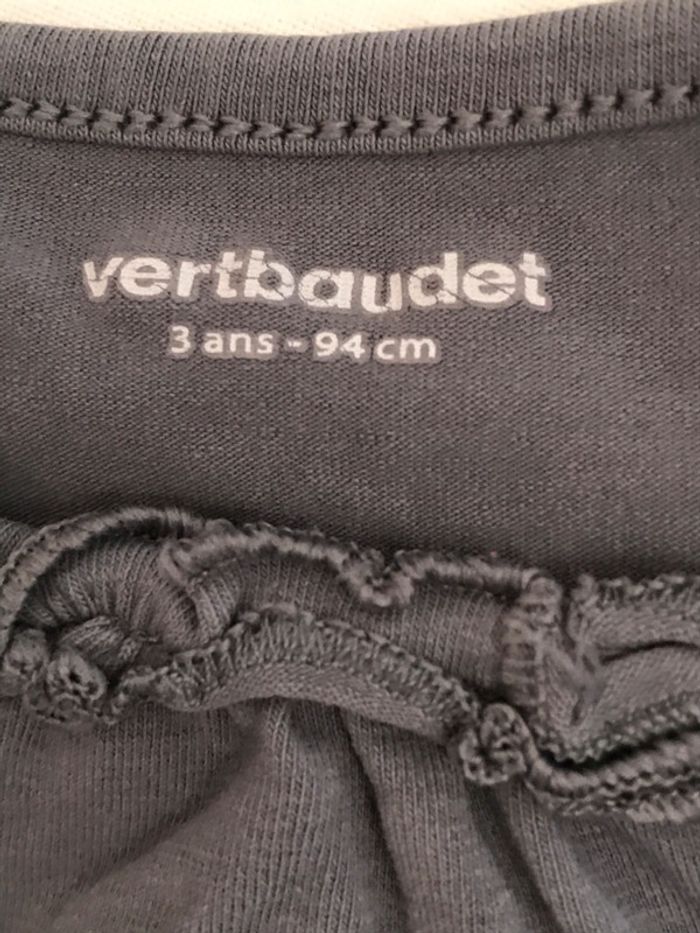 vertbaudet
3 ans - 94 cm